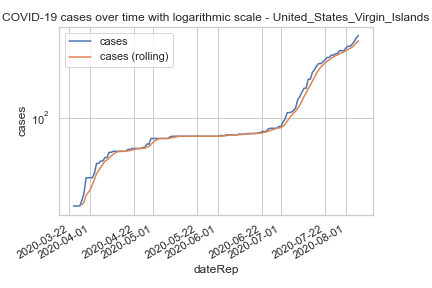 COVID-19 cases over time with logarithmic scale - United_States_Virgin_Islands
cases
cases (rolling)
cases
10²
2020-03-22
2020-04-01
2020-04-22
2020-05-01
2020-05-22
2020-06-01
2020-06-22
2020-07-01
2020-07-22
2020-08-01
dateRep